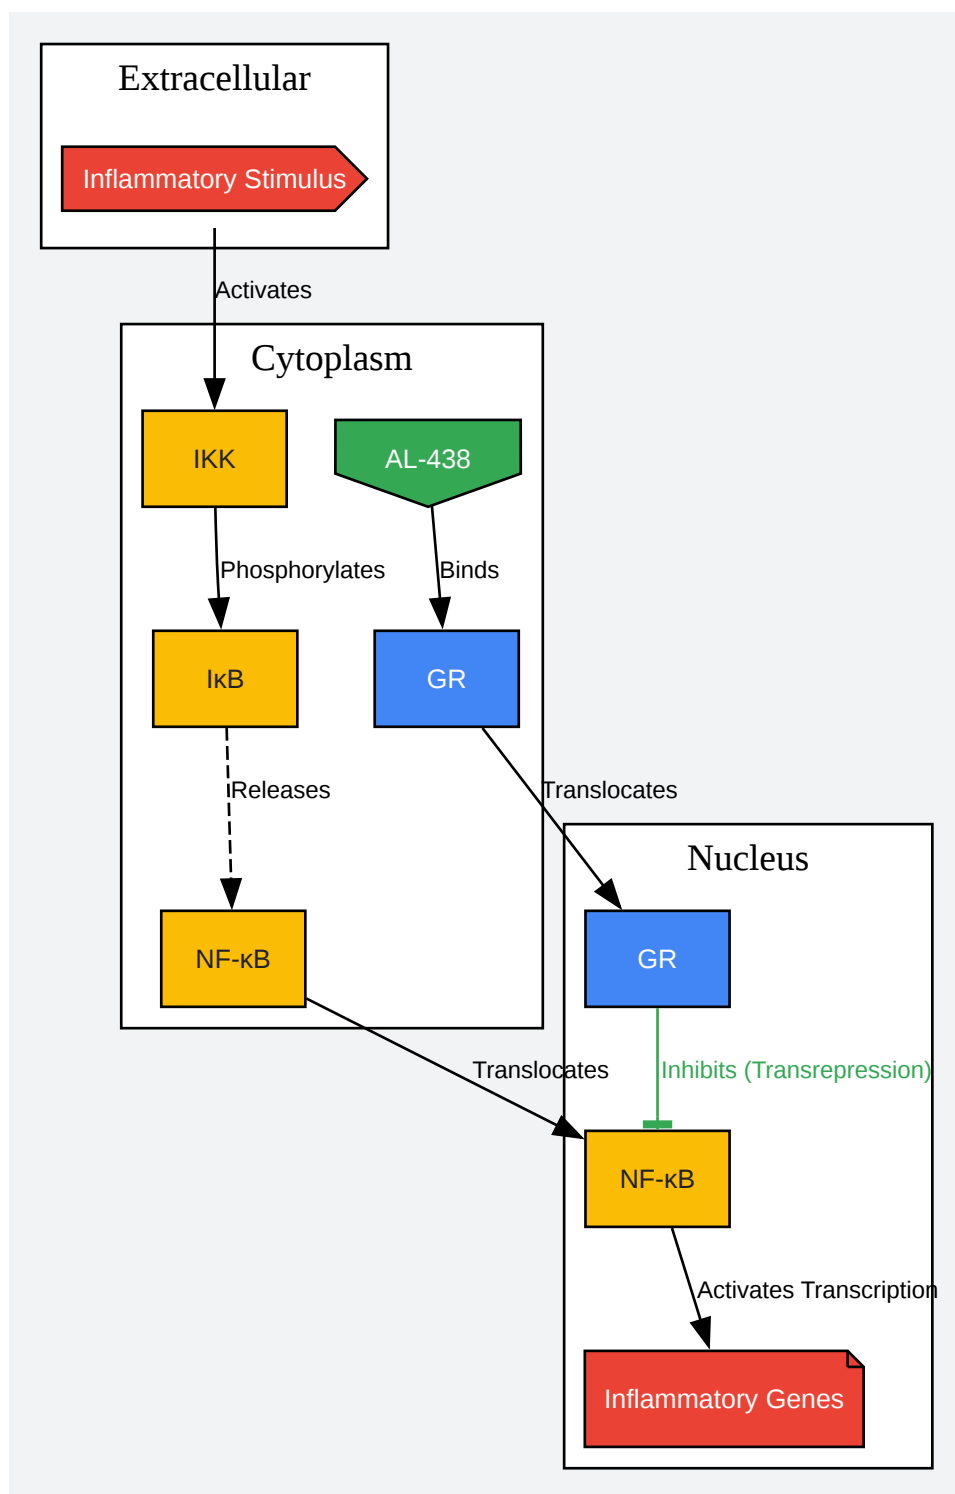 Extracellular
Inflammatory Stimulus
Activates
Cytoplasm
IKK
AL-438
Phosphorylates
Binds
IκB
GR
Releases
Translocates
Nucleus
NF-κB
GR
Translocates
Inhibits (Transrepression)
NF-κB
Activates Transcription
Inflammatory Genes